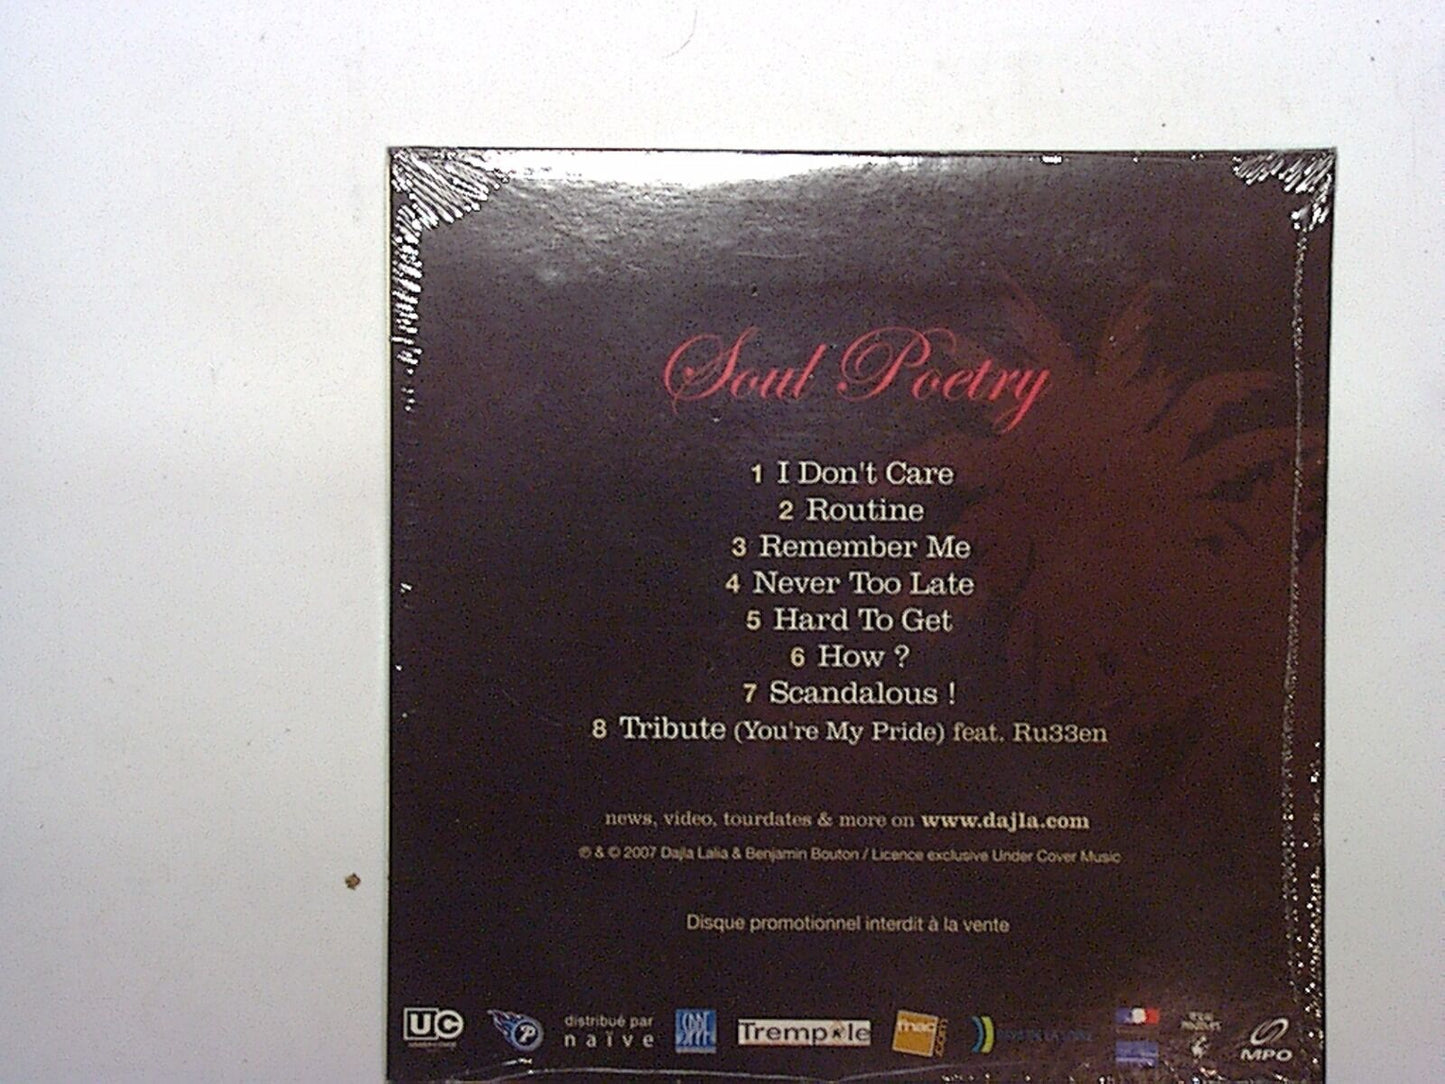 Soul Poetry
1 I Don't Care
2 Routine
3 Remember Me
4 Never Too Late
5 Hard To Get
6 How ?
7 Scandalous !
8 Tribute (You're My Pride) feat. Ru33en
news, video, tourdates & more on www.dajla.com
℗ & © 2007 Dajla Lalia & Benjamin Bouton / Licence exclusive Under Cover Music
Disque promotionnel interdit à la vente
UC
P
distribué par
naïve
Tremp le
fnac
.com
MPO